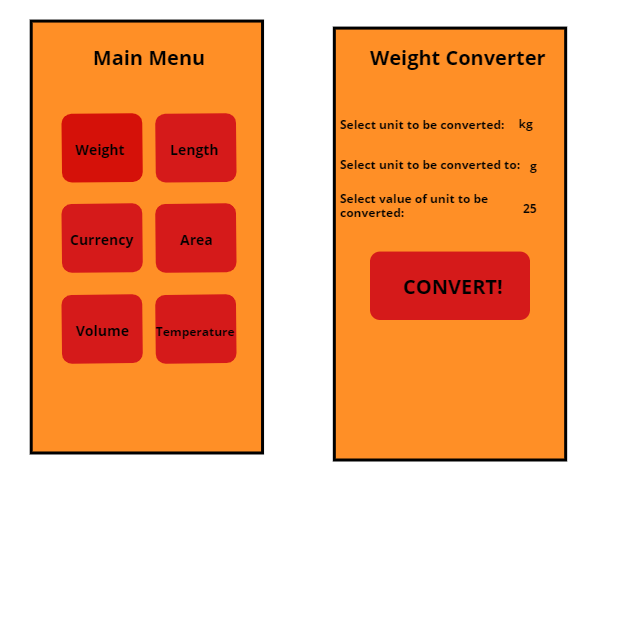 Main Menu
Weight
Length
Currency
Area
Volume
Temperature
Weight Converter
Select unit to be converted: kg
Select unit to be converted to: g
Select value of unit to be
converted: 25
CONVERT!